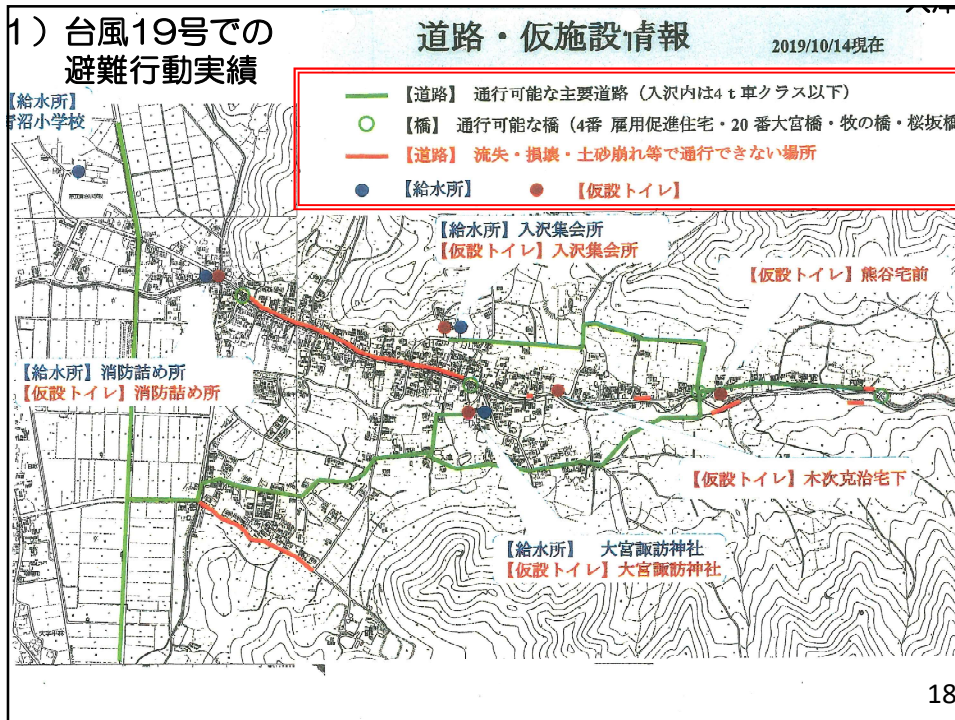 1）台風19号での
避難行動実績
道路・仮施設情報
2019/10/14現在
【道路】 通行可能な主要道路（入沢内は4ｔ車クラス以下）
【橋】 通行可能な橋（4番 雇用促進住宅・20番大宮橋・牧の橋・桜坂橋
【道路】 流失・損壊・土砂崩れ等で通行できない場所
【給水所】
【仮設トイレ】
【給水所】
青沼小学校
【給水所】入沢集会所
【仮設トイレ】入沢集会所
【仮設トイレ】熊谷宅前
【給水所】消防詰め所
【仮設トイレ】消防詰め所
【仮設トイレ】木次克治宅下
【給水所】 大宮諏訪神社
【仮設トイレ】大宮諏訪神社
18